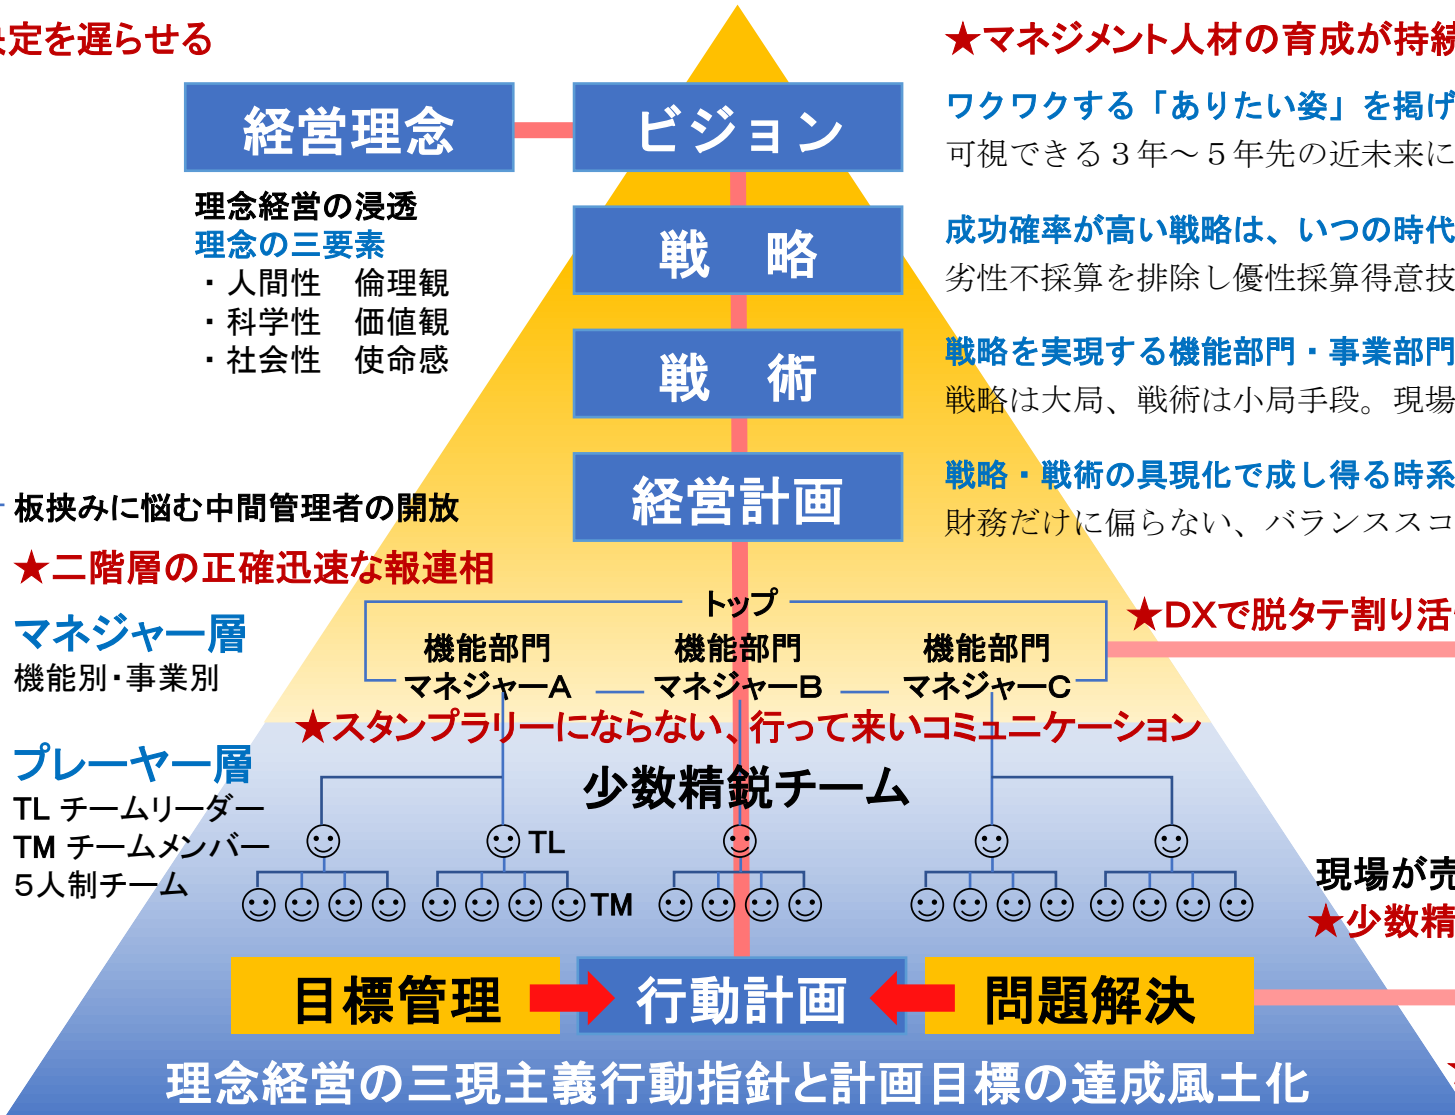 決定を遅らせる
経営理念
ビジョン
理念経営の浸透
理念の三要素
・人間性　倫理観
・科学性　価値観
・社会性　使命感
戦　略
戦　術
経営計画
★マネジメント人材の育成が持続
ワクワクする「ありたい姿」を掲げ
可視できる３年～５年先の近未来に
成功確率が高い戦略は、いつの時代
劣性不採算を排除し優性採算得意技
戦略を実現する機能部門・事業部門
戦略は大局、戦術は小局手段。現場
戦略・戦術の具現化で成し得る時系
財務だけに偏らない、バランススコ
板挟みに悩む中間管理者の開放
★二階層の正確迅速な報連相
マネジャー層
機能別・事業別
トップ
機能部門
マネジャーA
機能部門
マネジャーB
機能部門
マネジャーC
★DXで脱タテ割り活
★スタンプラリーにならない、行って来いコミュニケーション
プレーヤー層
TL チームリーダー
TM チームメンバー
5人制チーム
少数精鋭チーム
TL
TM
現場が売
★少数精
目標管理
行動計画
問題解決
理念経営の三現主義行動指針と計画目標の達成風土化